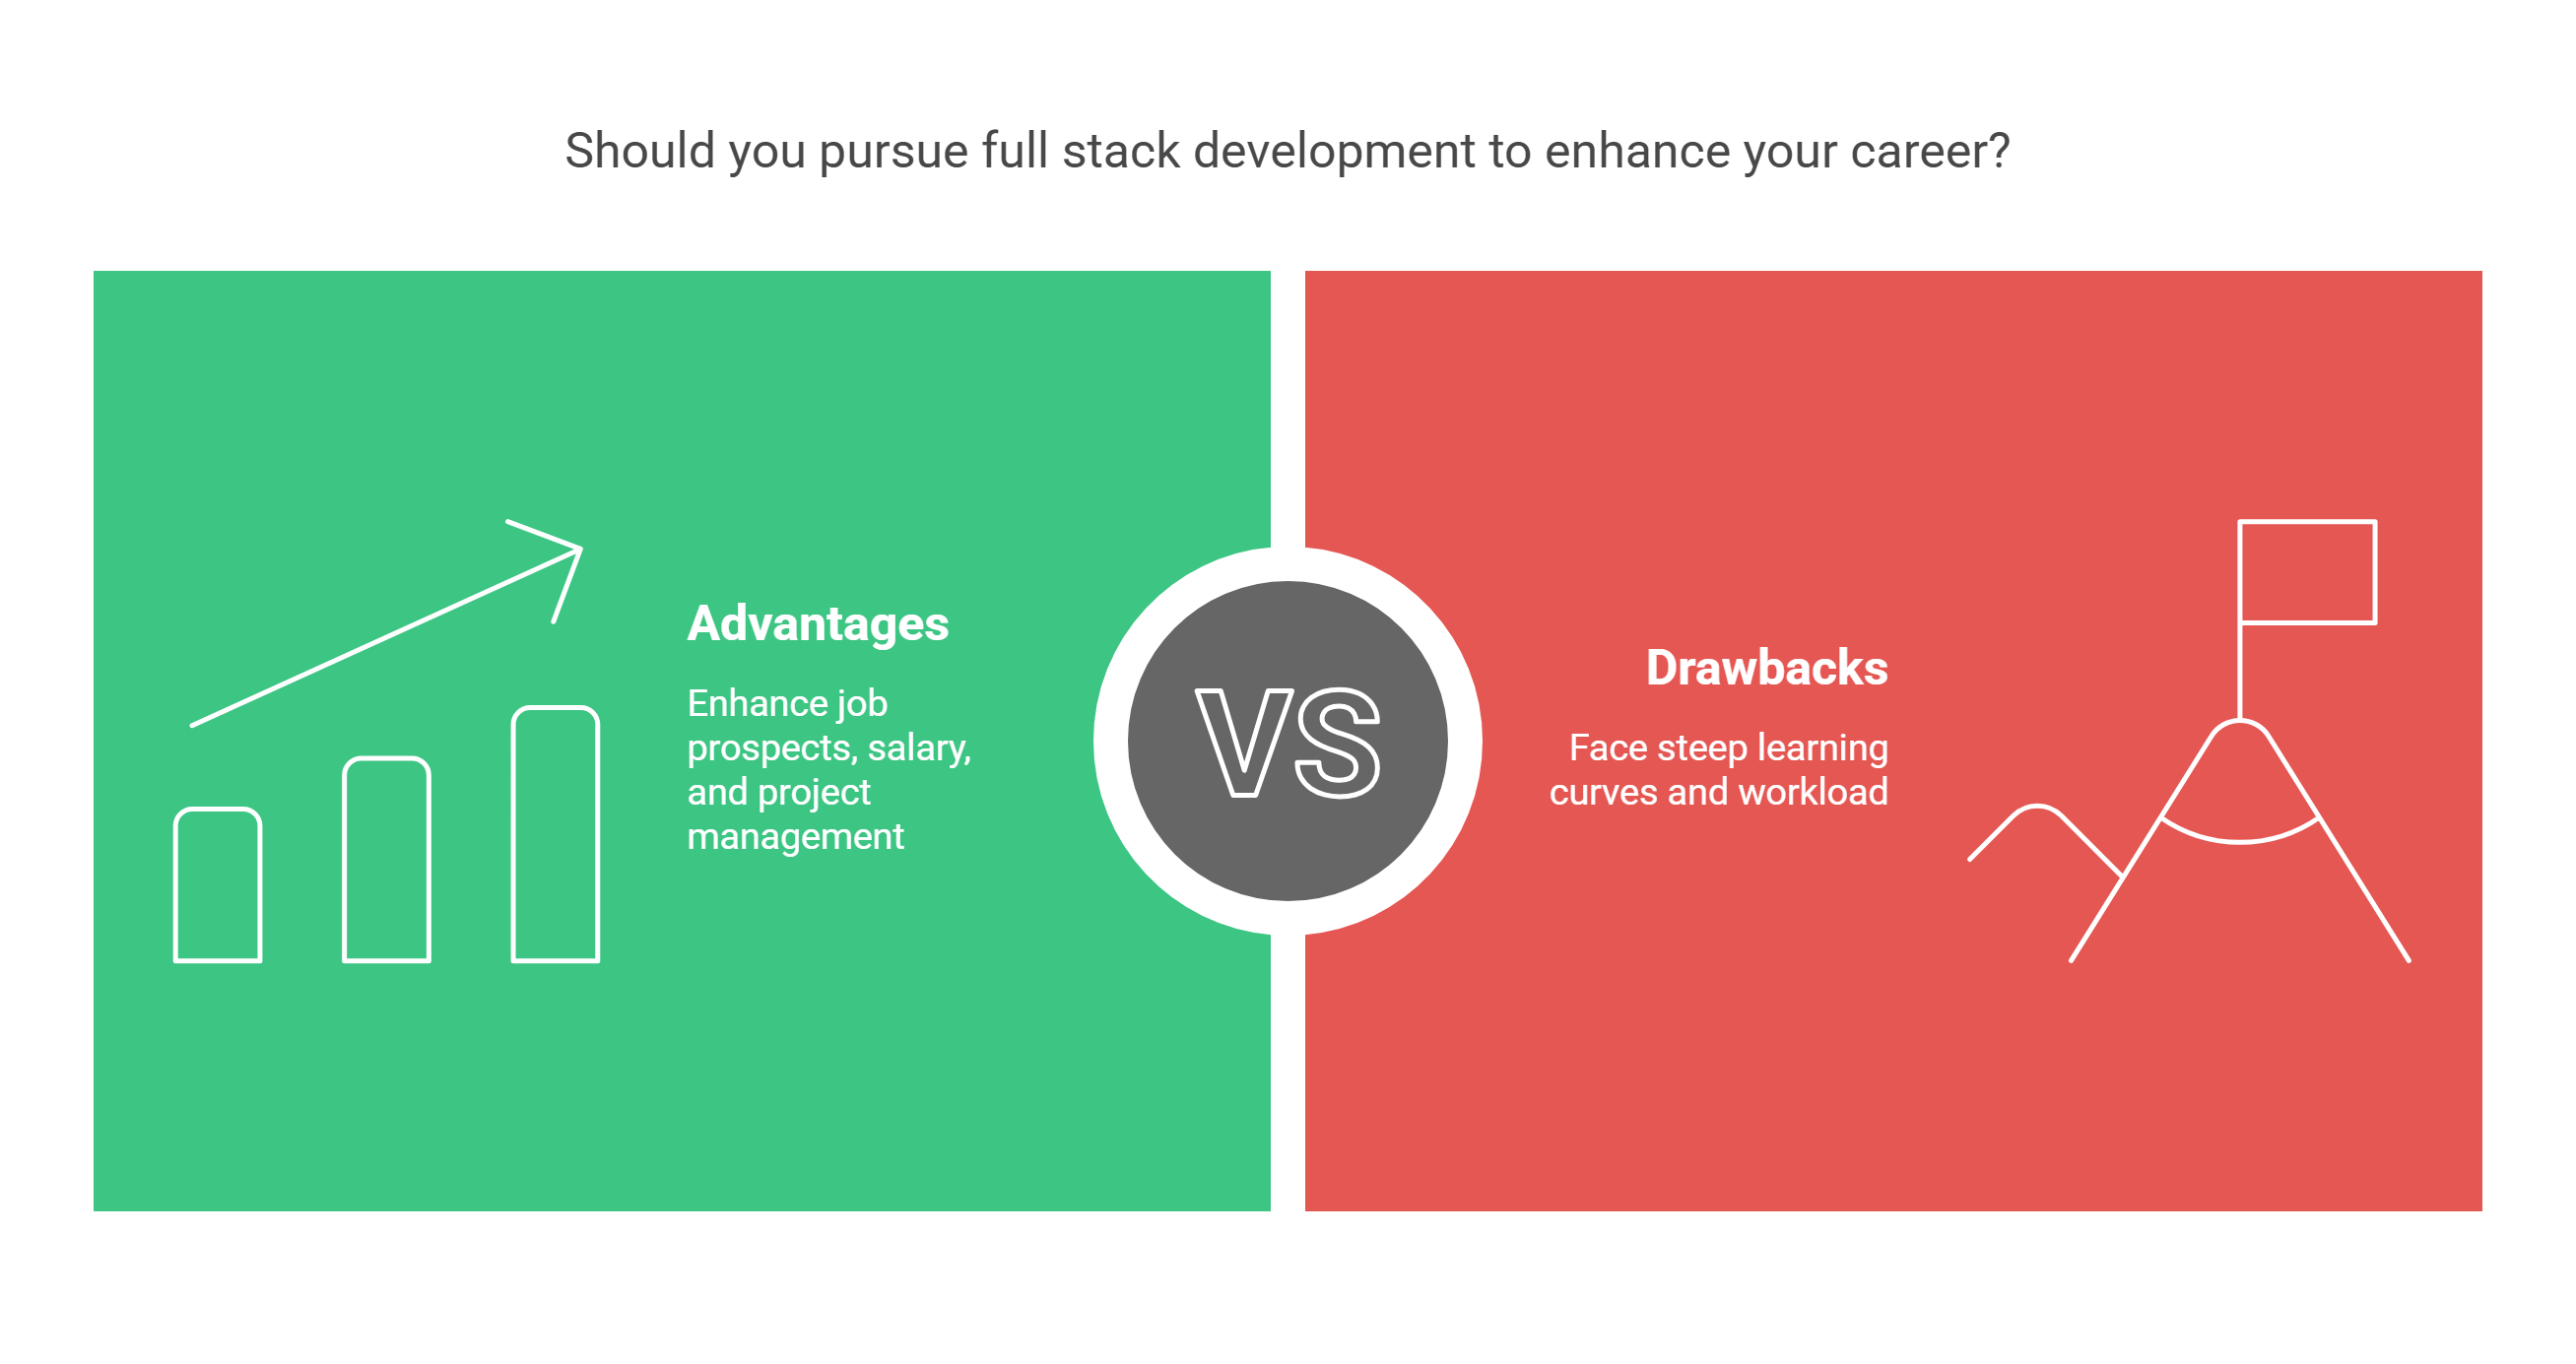 Should you pursue full stack development to enhance your career?
Advantages
Enhance job
prospects, salary,
and project
management
VS
Drawbacks
Face steep learning
curves and workload